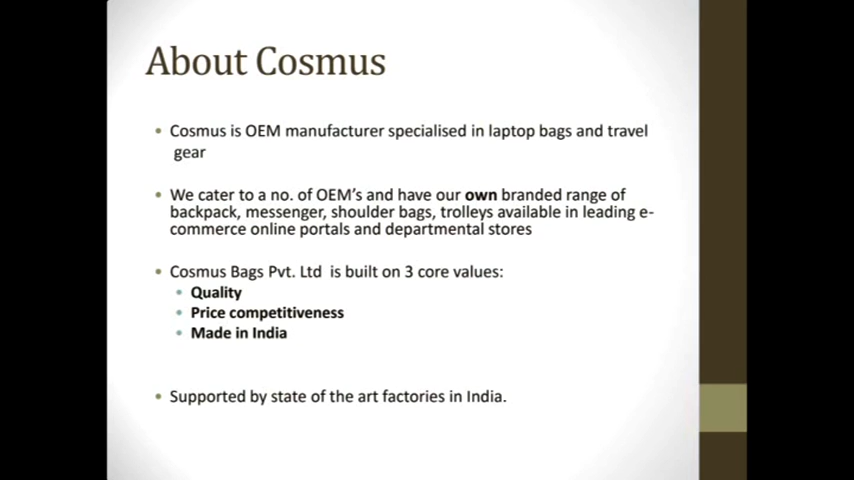 About Cosmus
• Cosmus is OEM manufacturer specialised in laptop bags and travel
gear
• We cater to a no. of OEM's and have our own branded range of
backpack, messenger, shoulder bags, trolleys available in leading e-
commerce online portals and departmental stores
• Cosmus Bags Pvt. Ltd is built on 3 core values:
• Quality
• Price competitiveness
• Made in India
• Supported by state of the art factories in India.